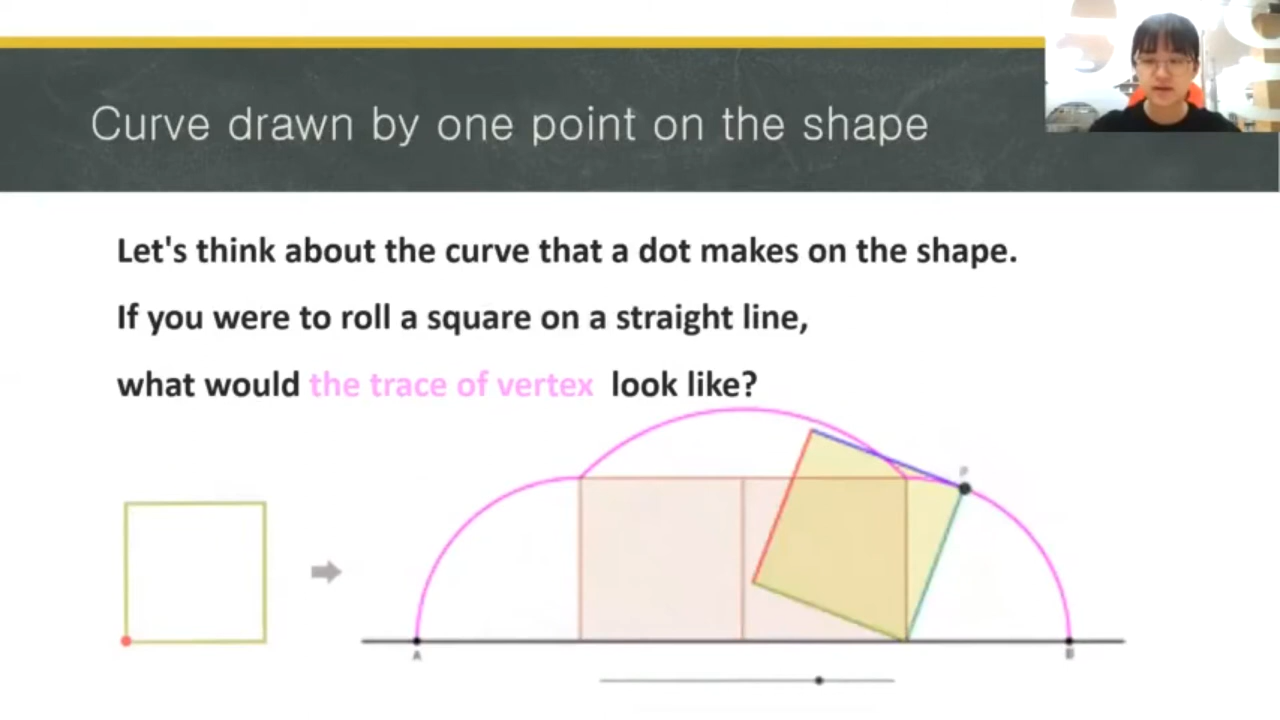 Curve drawn by one point on the shape
Let's think about the curve that a dot makes on the shape.
If you were to roll a square on a straight line,
what would the trace of vertex look like?
P
A
B